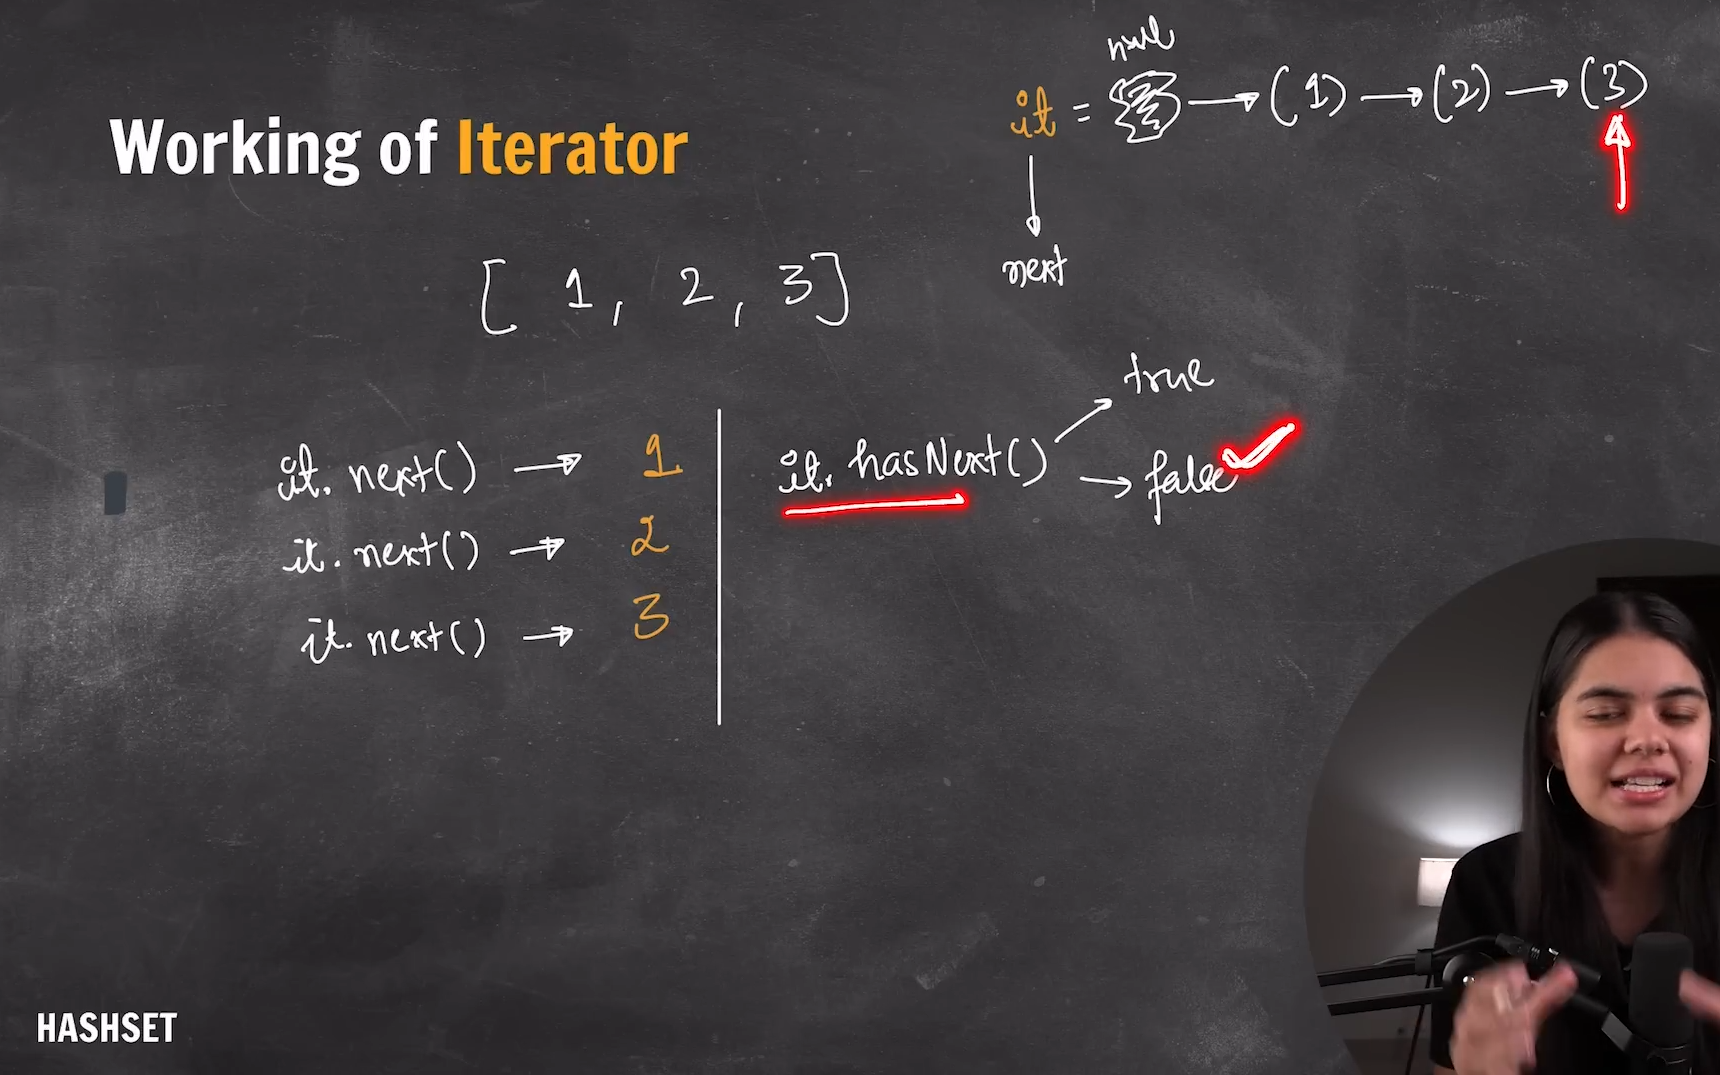 null
it = → (1) → (2) → (3)
Working of Iterator
next
[ 1, 2, 3]
true
it. next() → 1
it. hasNext() → false
it. next() → 2
it. next() → 3
HASHSET